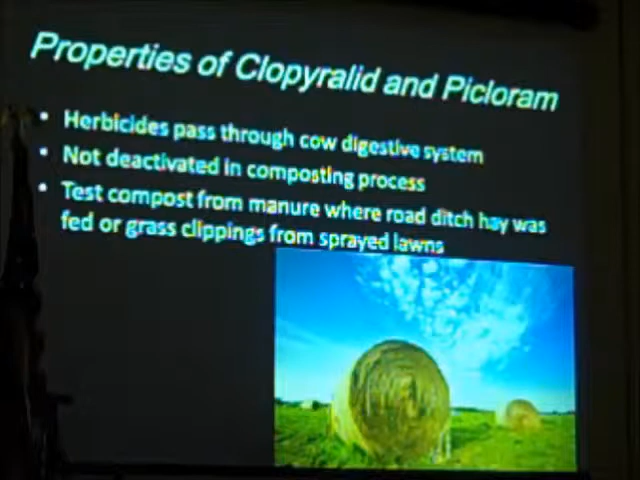 Properties of Clopyralid and Picloram
• Herbicides pass through cow digestive system
• Not deactivated in composting process
• Test compost from manure where road ditch hay was
fed or grass clippings from sprayed lawns